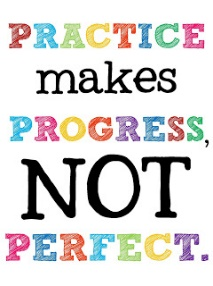 PRACTICE
makes
PROGRESS,
NOT
PERFECT.